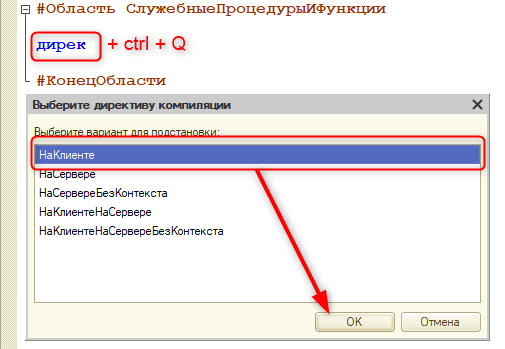 #Область СлужебныеПроцедурыИФункции
дирек + ctrl + Q
#КонецОбласти
Выберите директиву компиляции
Выберите вариант для подстановки:
НаКлиенте
НаСервере
НаСервереБезКонтекста
НаКлиентеНаСервере
НаКлиентеНаСервереБезКонтекста
OK Отмена